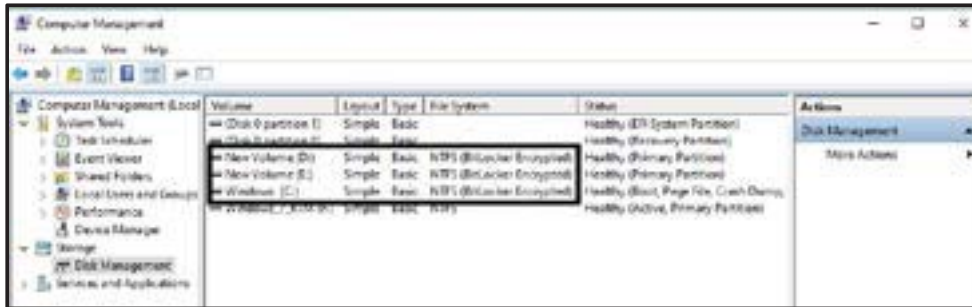 Computer Management
File Action View Help
Computer Management (Local
System Tools
Task Scheduler
Event Viewer
Shared Folders
Local Users and Groups
Performance
Device Manager
Storage
Disk Management
Services and Applications
Volume Layout Type File System Status
(Disk 0 partition 1) Simple Basic Healthy (EFI System Partition)
Simple Basic Healthy (Recovery Partition)
New Volume (D:) Simple Basic NTFS (BitLocker Encrypted) Healthy (Primary Partition)
New Volume (E:) Simple Basic NTFS (BitLocker Encrypted) Healthy (Primary Partition)
Windows (C:) Simple Basic NTFS (BitLocker Encrypted) Healthy (Boot, Page File, Crash Dump,
Simple Basic NTFS Healthy (Active, Primary Partition)
Actions
Disk Management
More Actions